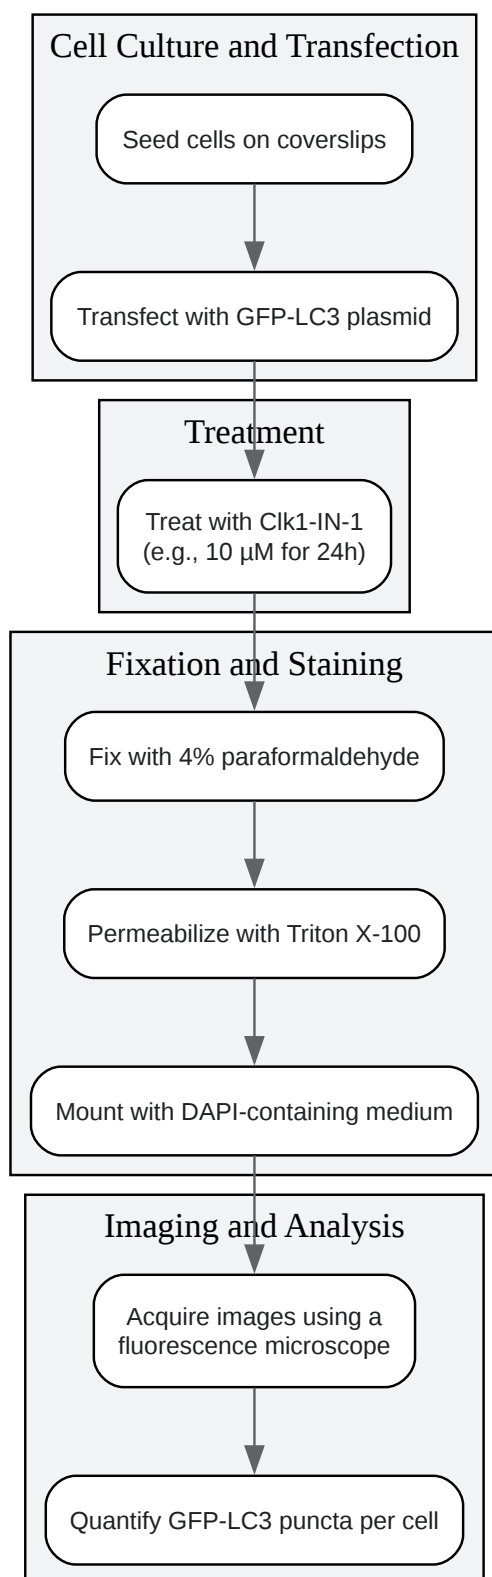 Cell Culture and Transfection
Seed cells on coverslips
Transfect with GFP-LC3 plasmid
Treatment
Treat with Clk1-IN-1
(e.g., 10 µM for 24h)
Fixation and Staining
Fix with 4% paraformaldehyde
Permeabilize with Triton X-100
Mount with DAPI-containing medium
Imaging and Analysis
Acquire images using a
fluorescence microscope
Quantify GFP-LC3 puncta per cell